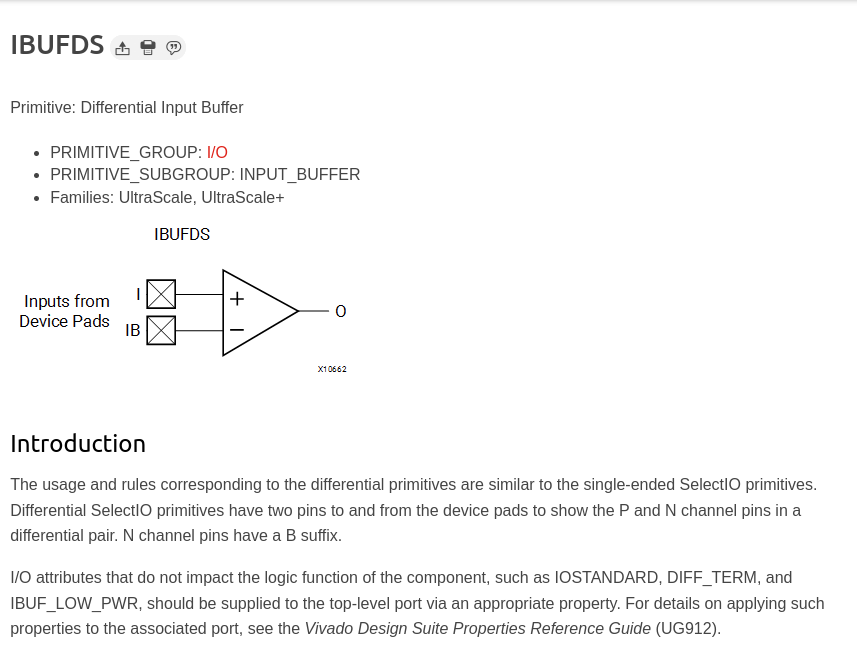 IBUFDS
Primitive: Differential Input Buffer
• PRIMITIVE_GROUP: I/O
• PRIMITIVE_SUBGROUP: INPUT_BUFFER
• Families: UltraScale, UltraScale+
IBUFDS
Inputs from
Device Pads
I
IB
+
−
O
X10662
Introduction
The usage and rules corresponding to the differential primitives are similar to the single-ended SelectIO primitives.
Differential SelectIO primitives have two pins to and from the device pads to show the P and N channel pins in a
differential pair. N channel pins have a B suffix.
I/O attributes that do not impact the logic function of the component, such as IOSTANDARD, DIFF_TERM, and
IBUF_LOW_PWR, should be supplied to the top-level port via an appropriate property. For details on applying such
properties to the associated port, see the Vivado Design Suite Properties Reference Guide (UG912).